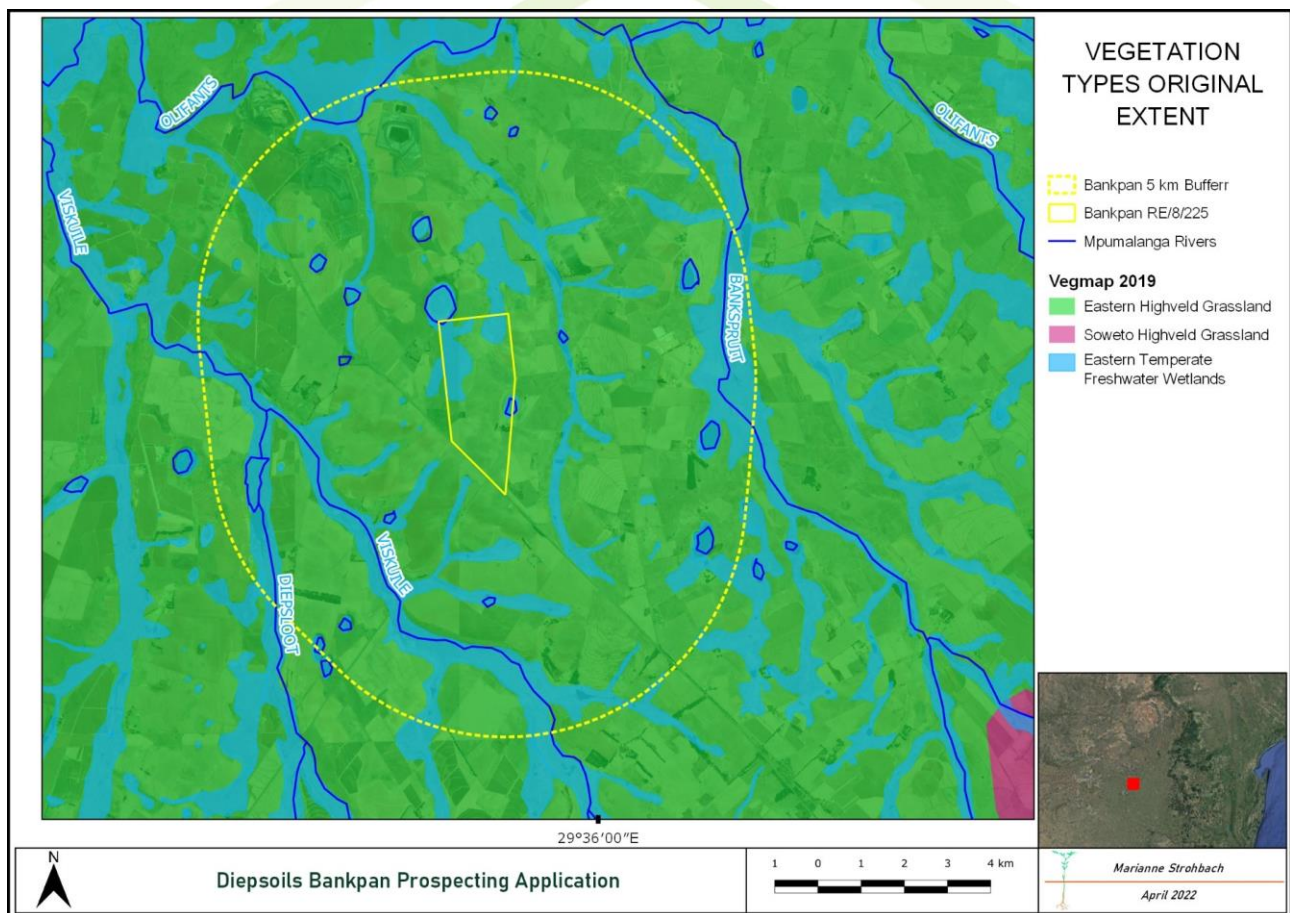 OLIFANTS
OLIFANTS
VISKUILE
BANKSPRUIT
VISKUILE
DIEPSLOOT
29°36'00"E
VEGETATION
TYPES ORIGINAL
EXTENT
Bankpan 5 km Bufferr
Bankpan RE/8/225
Mpumalanga Rivers
Vegmap 2019
Eastern Highveld Grassland
Soweto Highveld Grassland
Eastern Temperate
Freshwater Wetlands
N
Diepsoils Bankpan Prospecting Application
1 0 1 2 3 4 km
Marianne Strohbach
April 2022